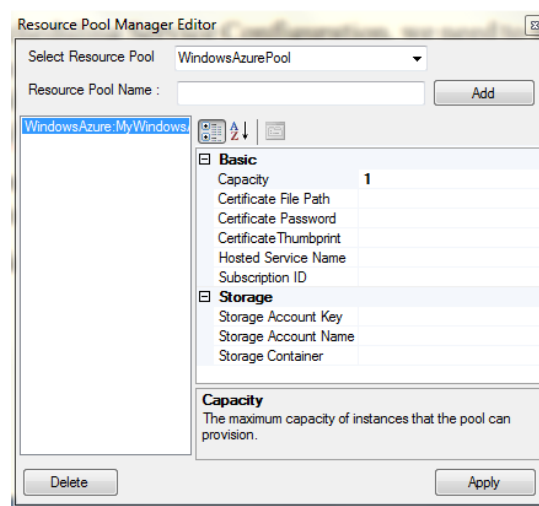 Resource Pool Manager Editor
Select Resource Pool WindowsAzurePool
Resource Pool Name : Add
WindowsAzure:MyWindows
Basic
Capacity 1
Certificate File Path
Certificate Password
CertificateThumbprint
Hosted Service Name
Subscription ID
Storage
Storage Account Key
Storage Account Name
Storage Container
Capacity
The maximum capacity of instances that the pool can
provision.
Delete Apply